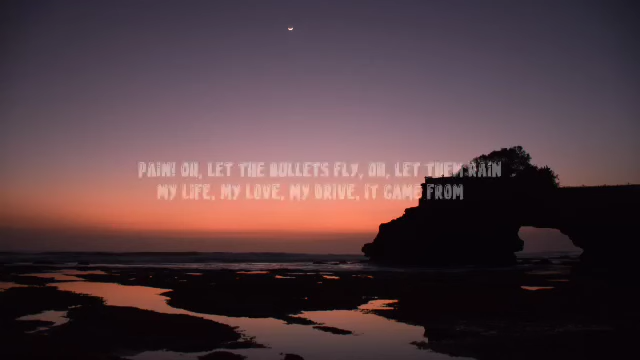 PAIN! OH, LET THE BULLETS FLY, OH, LET THEM RAIN
MY LIFE, MY LOVE, MY DRIVE, IT CAME FROM